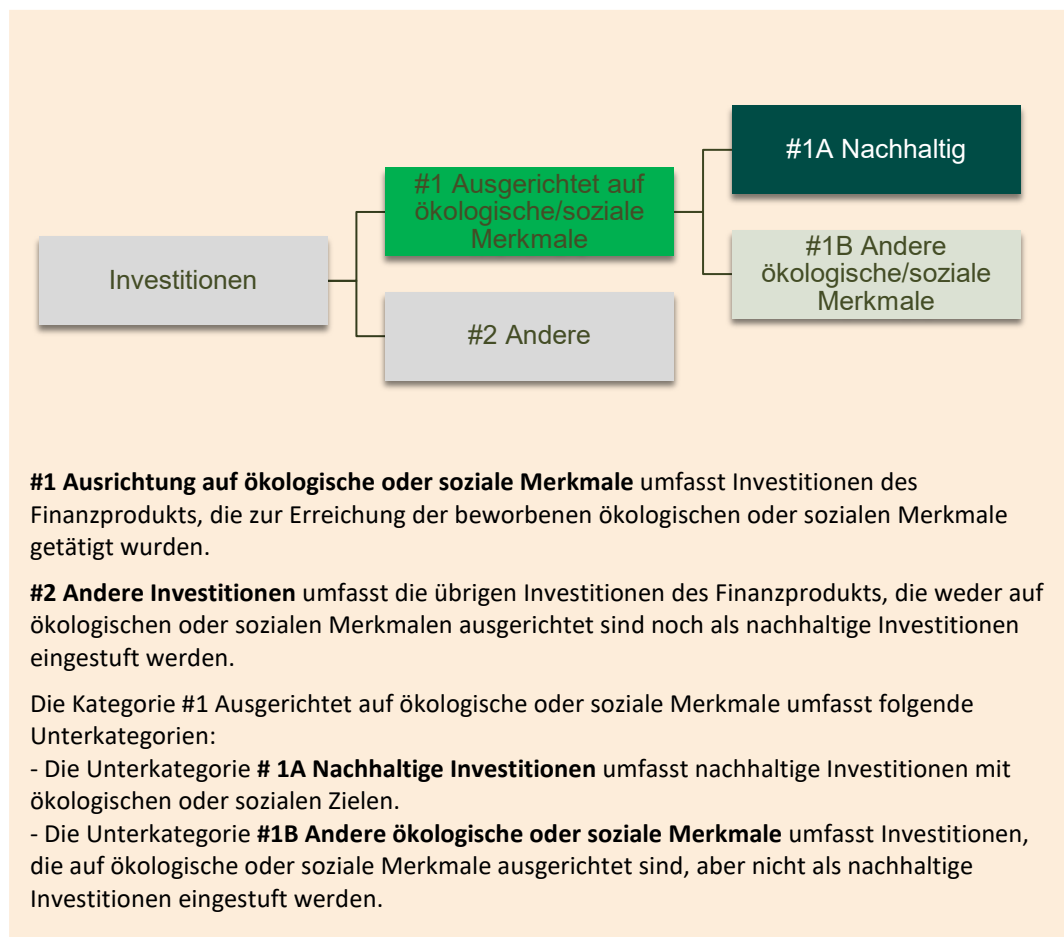 #1A Nachhaltig
#1 Ausgerichtet auf
ökologische/soziale
Merkmale
Investitionen
#1B Andere
ökologische/soziale
Merkmale
#2 Andere
#1 Ausrichtung auf ökologische oder soziale Merkmale umfasst Investitionen des
Finanzprodukts, die zur Erreichung der beworbenen ökologischen oder sozialen Merkmale
getätigt wurden.
#2 Andere Investitionen umfasst die übrigen Investitionen des Finanzprodukts, die weder auf
ökologischen oder sozialen Merkmalen ausgerichtet sind noch als nachhaltige Investitionen
eingestuft werden.
Die Kategorie #1 Ausgerichtet auf ökologische oder soziale Merkmale umfasst folgende
Unterkategorien:
- Die Unterkategorie # 1A Nachhaltige Investitionen umfasst nachhaltige Investitionen mit
ökologischen oder sozialen Zielen.
- Die Unterkategorie #1B Andere ökologische oder soziale Merkmale umfasst Investitionen,
die auf ökologische oder soziale Merkmale ausgerichtet sind, aber nicht als nachhaltige
Investitionen eingestuft werden.